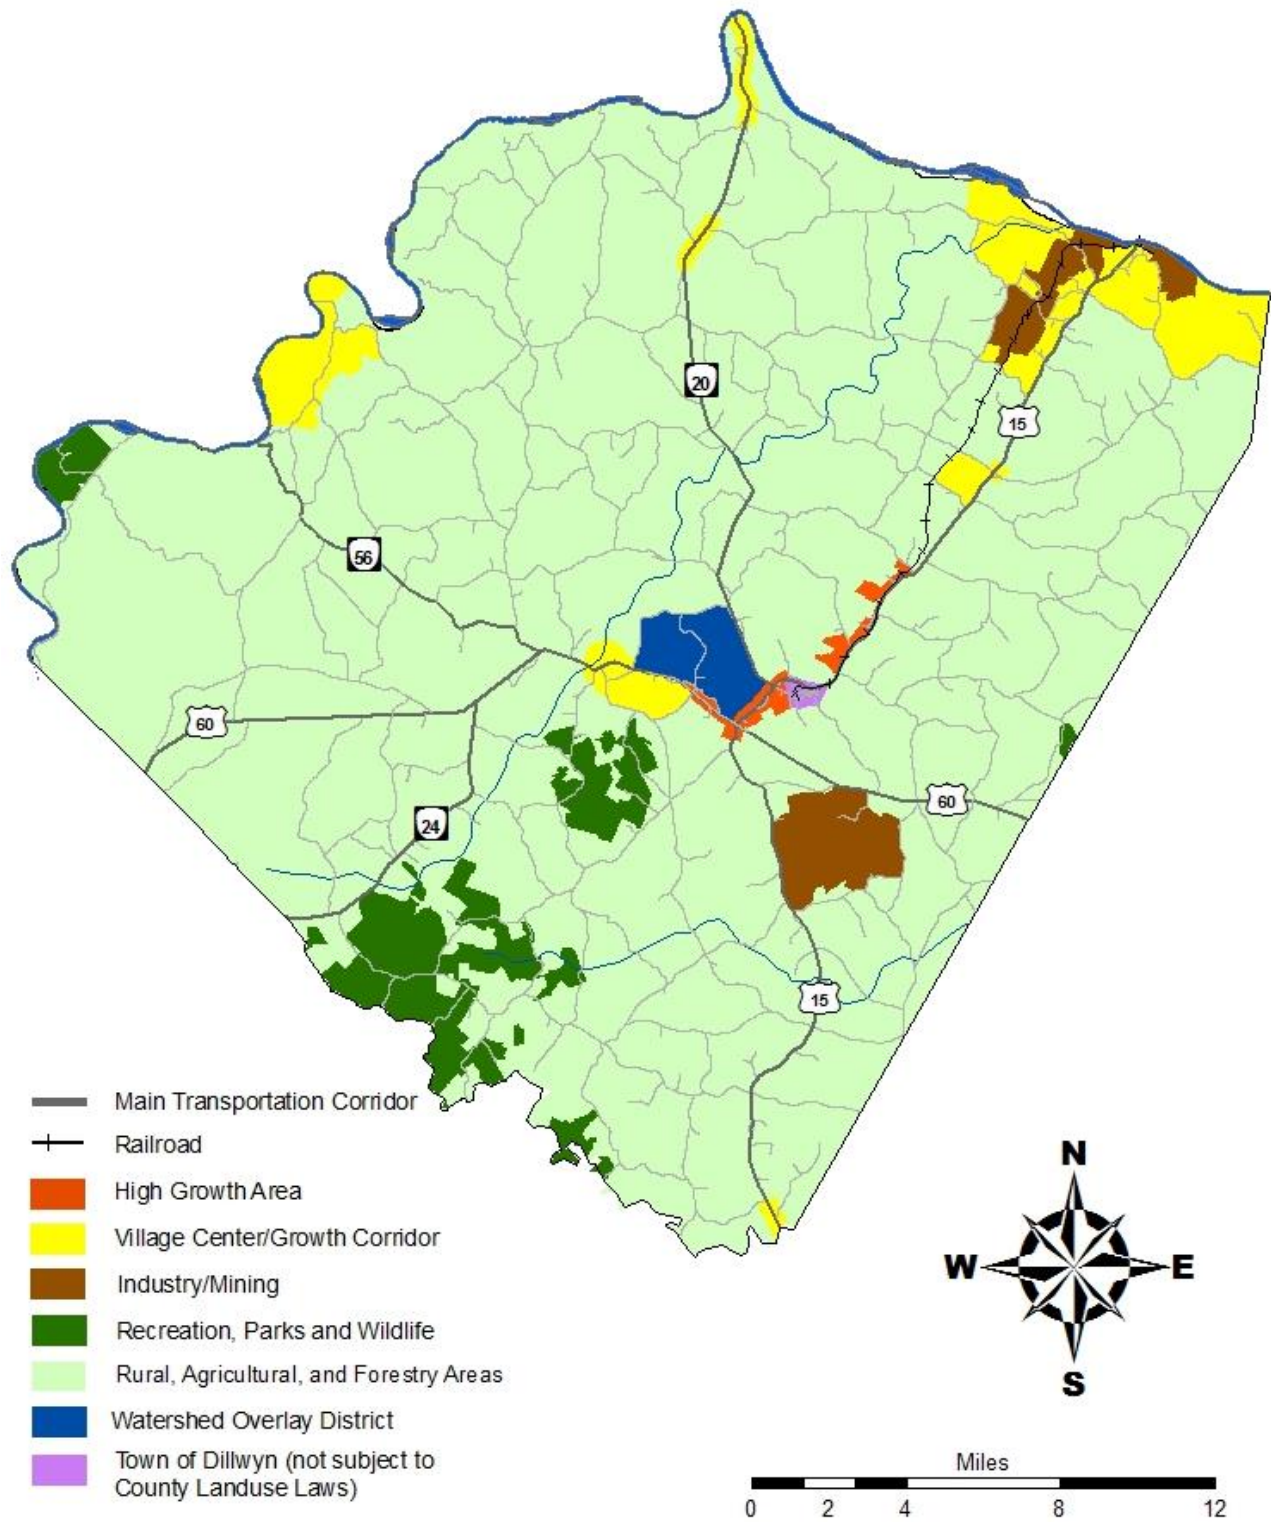 20
15
56
60
60
24
15
Main Transportation Corridor
Railroad
High Growth Area
Village Center/Growth Corridor
Industry/Mining
Recreation, Parks and Wildlife
Rural, Agricultural, and Forestry Areas
Watershed Overlay District
Town of Dillwyn (not subject to
County Landuse Laws)
N
W E
S
Miles
0 2 4 8 12